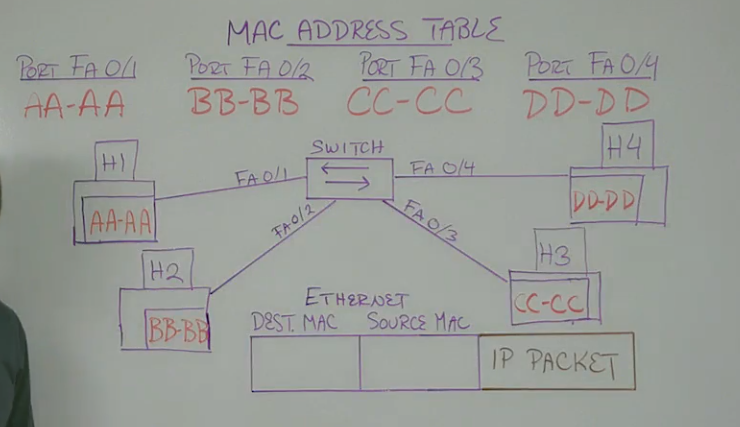 MAC ADDRESS TABLE
PORT FA 0/1 PORT FA 0/2 PORT FA 0/3 PORT FA 0/4
AA-AA BB-BB CC-CC DD-DD
SWITCH
H1
H4
FA 0/1
FA 0/4
AA-AA
DD-DD
FA 0/2
FA 0/3
H2
H3
BB-BB
CC-CC
ETHERNET
DEST. MAC SOURCE MAC
IP PACKET